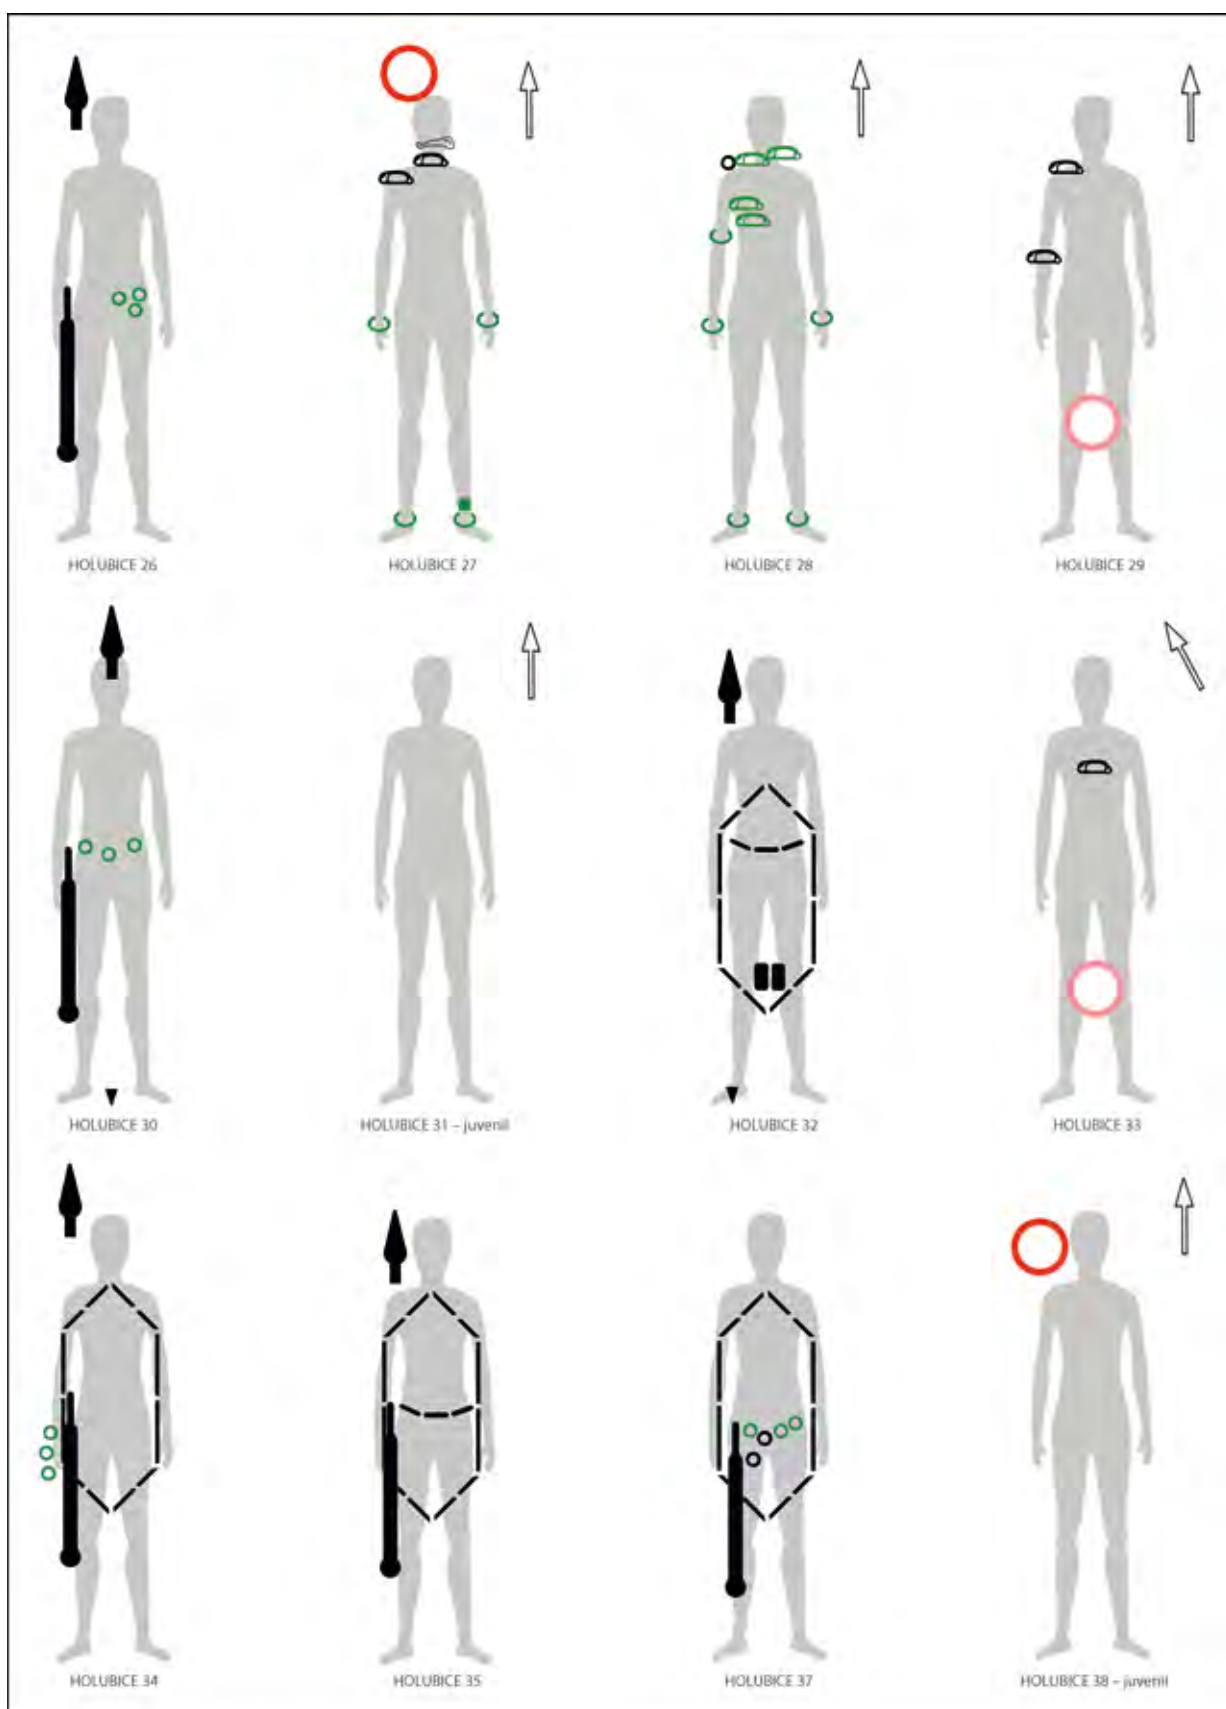 HOLUBICE 26
HOLUBICE 27
HOLUBICE 28
HOLUBICE 29
HOLUBICE 30
HOLUBICE 31 – juvenil
HOLUBICE 32
HOLUBICE 33
HOLUBICE 34
HOLUBICE 35
HOLUBICE 37
HOLUBICE 38 – juvenil